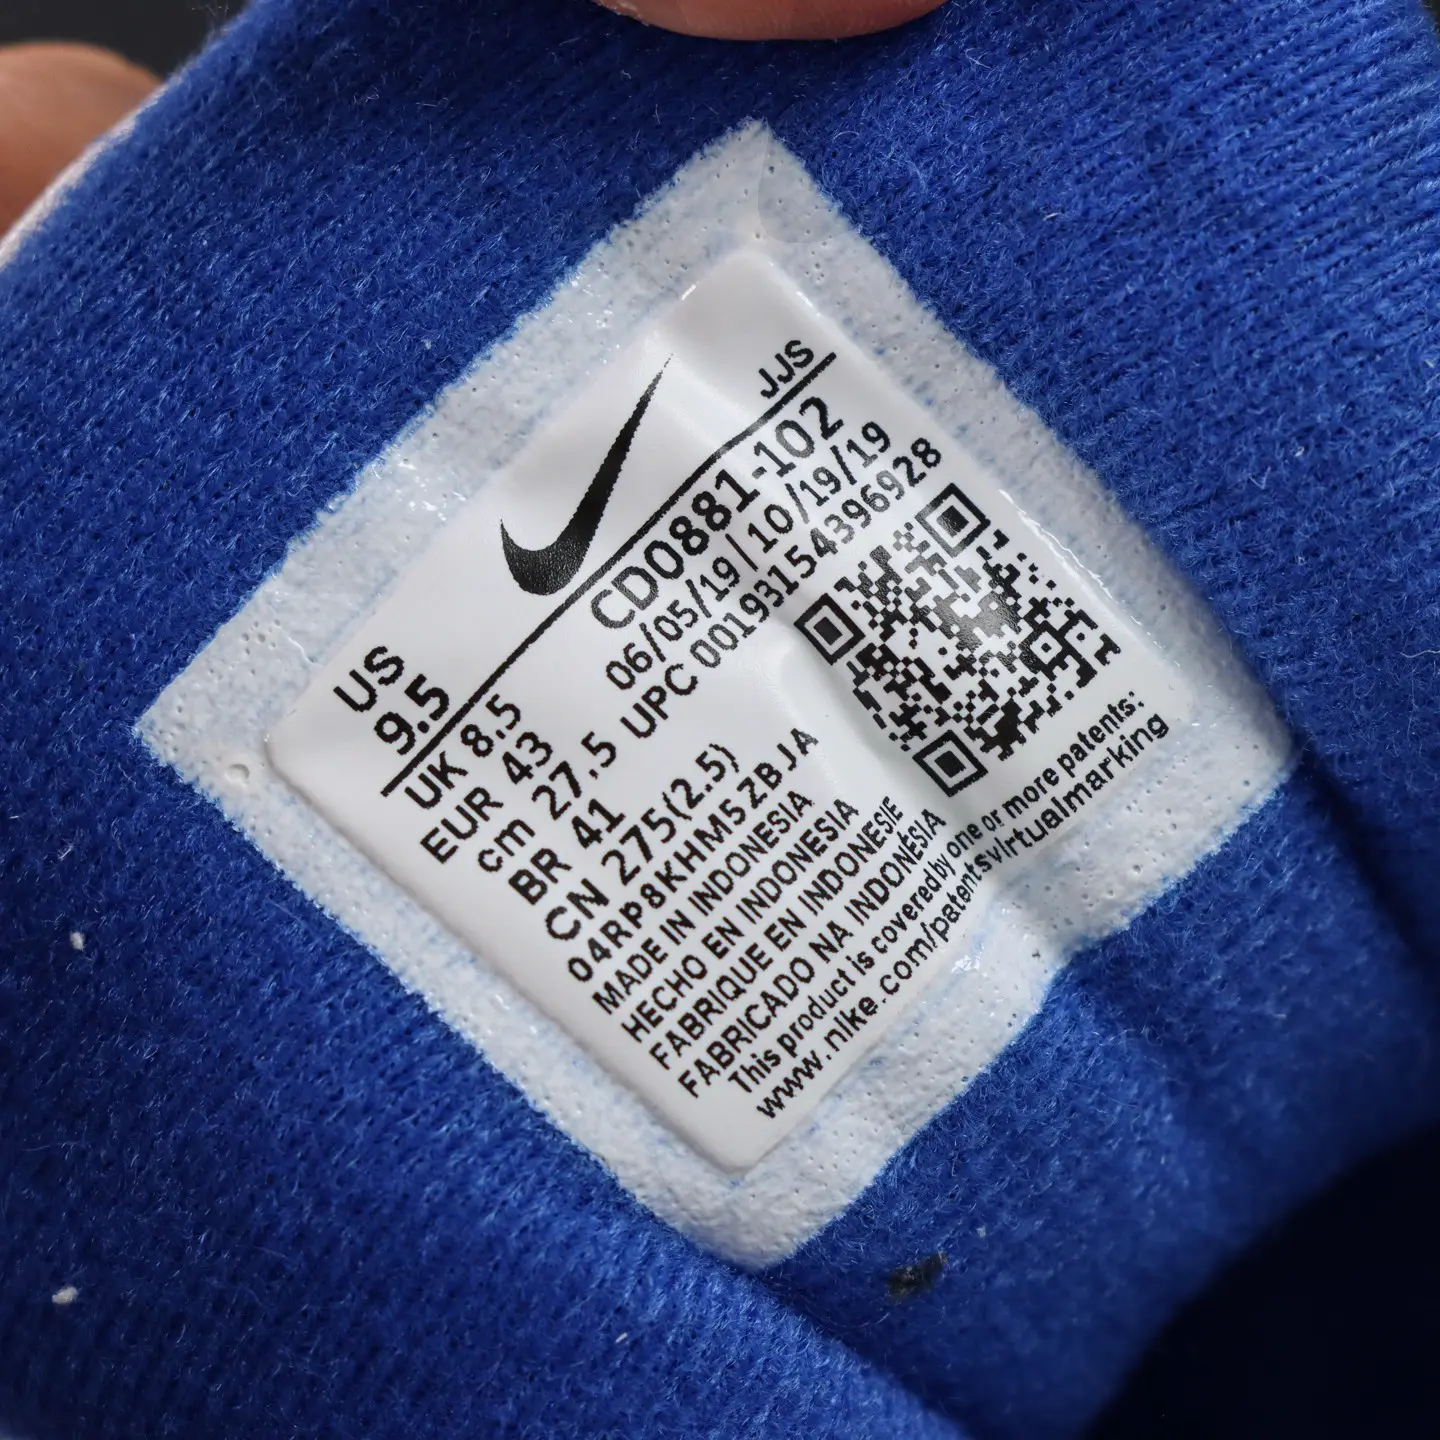 JJS
US
9.5
CD0881-102
06/05/19/10/19/19
UPC 00193154396928
UK 8.5
EUR 43
cm 27.5
BR 41
CN 275(2.5)
04RP8KHM5ZBJA
MADE IN INDONESIA
HECHO EN INDONESIA
FABRIQUE EN INDONESIE
FABRICADO NA INDONÉSIA
This product is covered by one or more patents:
www.nike.com/patentsvirtualmarking